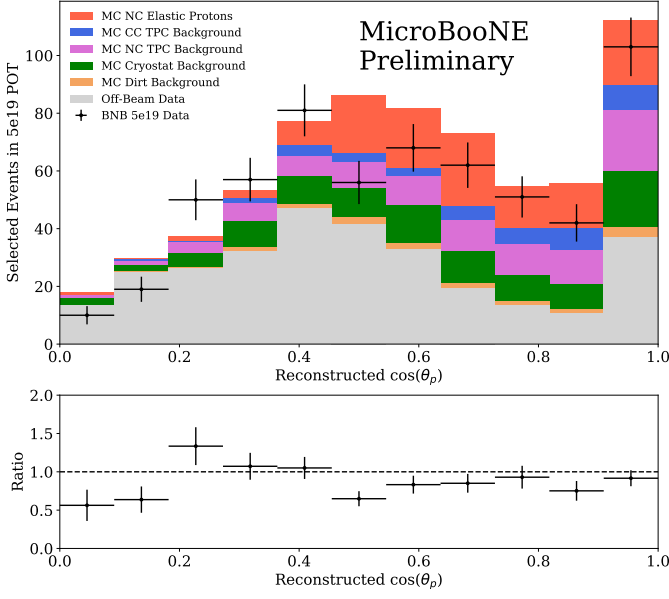 MicroBooNE
Preliminary
MC NC Elastic Protons
MC CC TPC Background
MC NC TPC Background
MC Cryostat Background
MC Dirt Background
Off-Beam Data
BNB 5e19 Data
Selected Events in 5e19 POT
100
80
60
40
20
0
0.0 0.2 0.4 0.6 0.8 1.0
Reconstructed cos(θp)
Ratio
2.0
1.5
1.0
0.5
0.0
0.0 0.2 0.4 0.6 0.8 1.0
Reconstructed cos(θp)